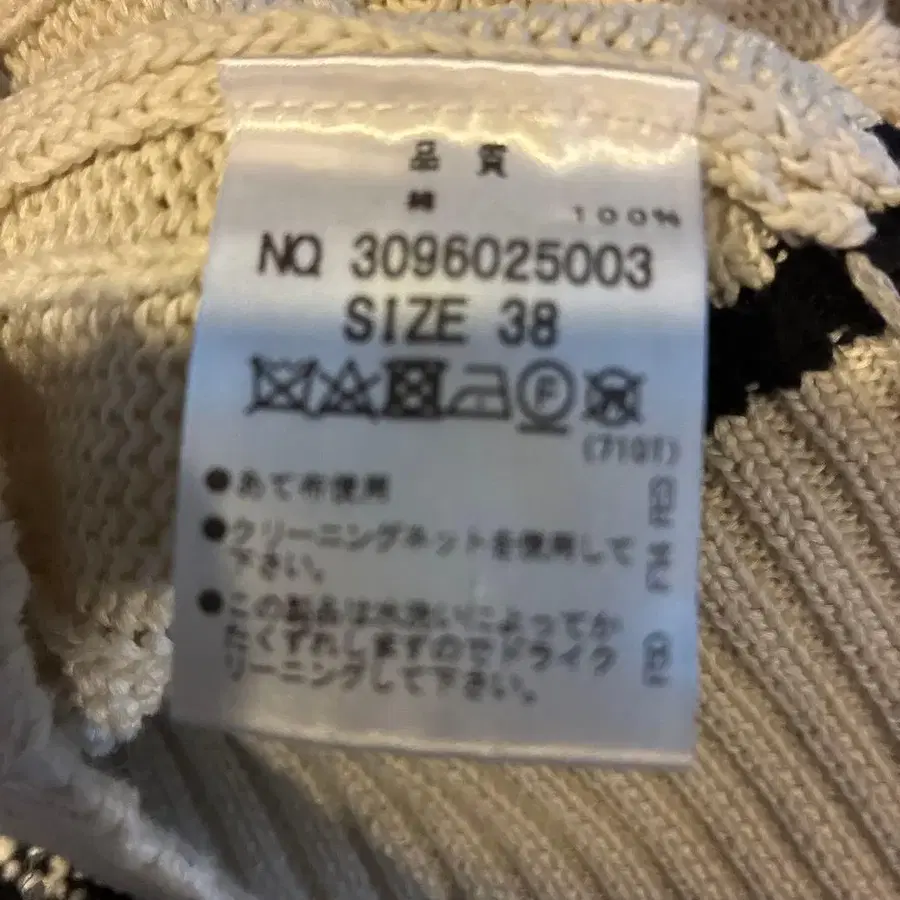 品 質
綿 100%
NO 3096025003
SIZE 38
F
(710T)
●あて布使用
●クリーニングネットを使用して
下さい。
●この製品は水洗いによってか
たくずれしますのでドライク
リーニングして下さい。